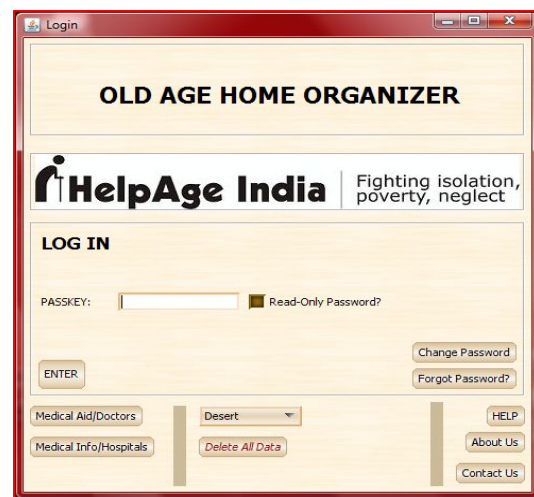 Login
OLD AGE HOME ORGANIZER
HelpAge India
Fighting isolation,
poverty, neglect
LOG IN
PASSKEY:
Read-Only Password?
Change Password
ENTER
Forgot Password?
Medical Aid/Doctors
Desert
HELP
Medical Info/Hospitals
Delete All Data
About Us
Contact Us